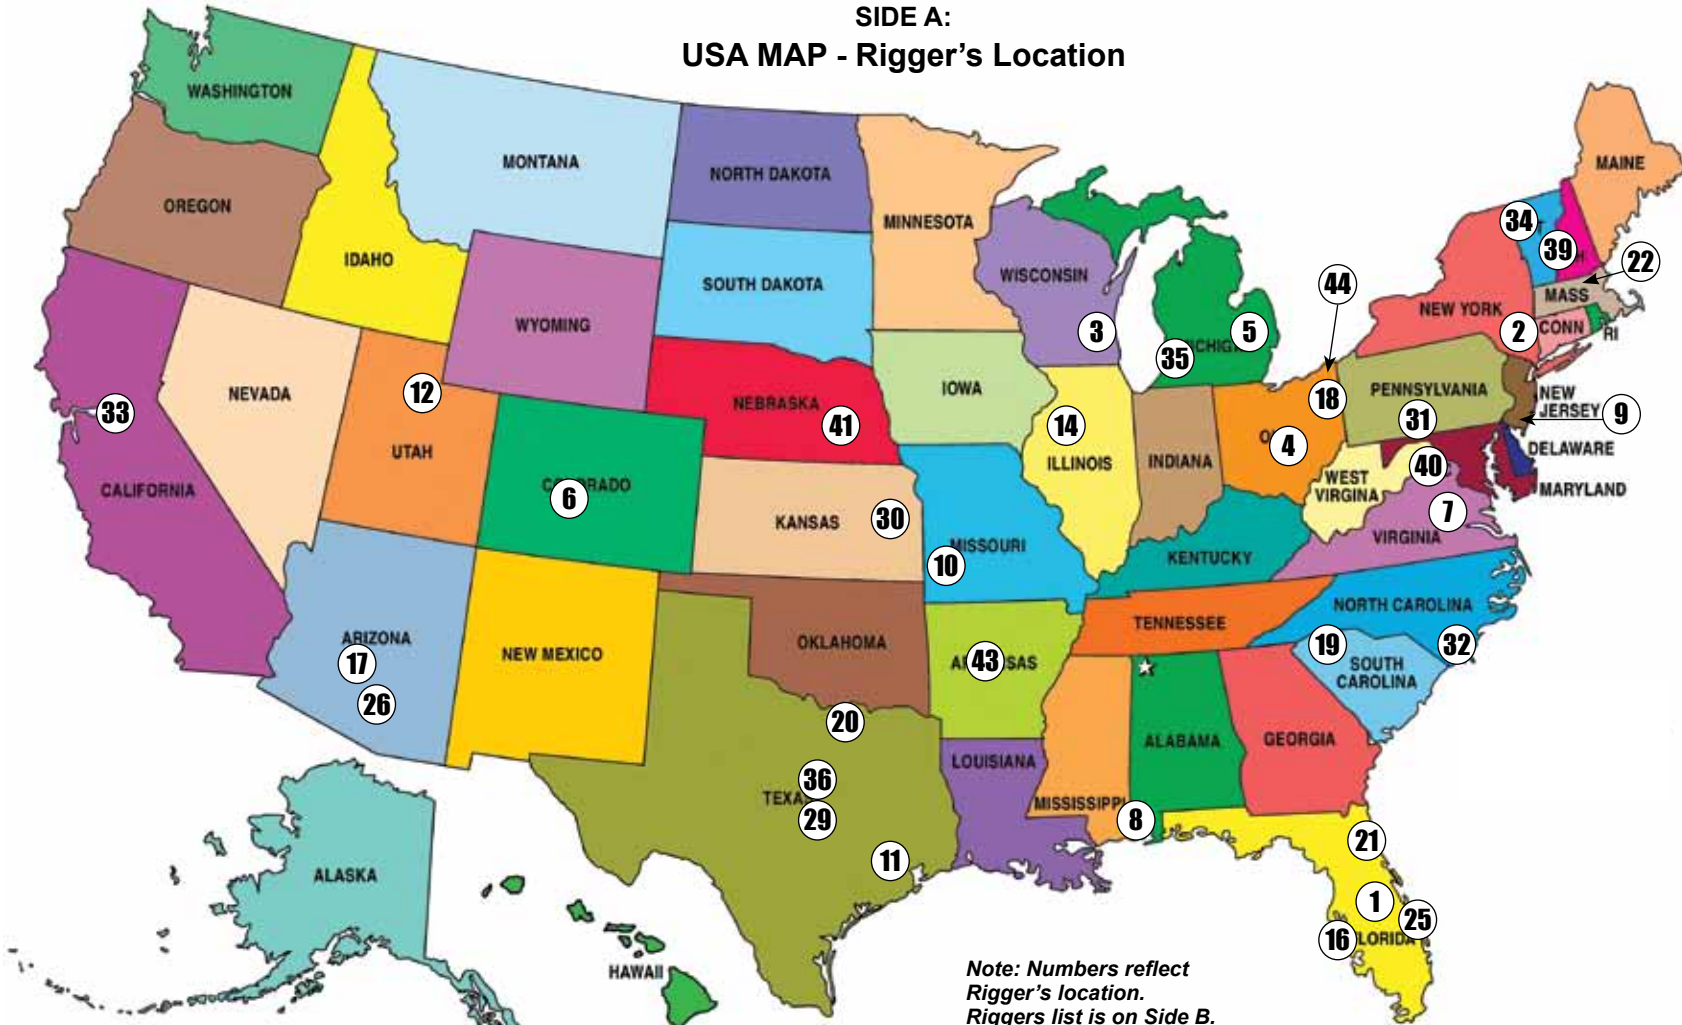 SIDE A:
USA MAP - Rigger's Location
WASHINGTON
MONTANA
NORTH DAKOTA
MINNESOTA
MAINE
OREGON
IDAHO
34
39
22
WISCONSIN
SOUTH DAKOTA
44
MASS
NEW YORK
WYOMING
3
5
2
CONN
RI
35
MICHIG
12
IOWA
NEVADA
NEBRASKA
PENNSYLVANIA
NEW
JERSEY
9
33
41
14
18
31
UTAH
4
DELAWARE
ILLINOIS
INDIANA
40
WEST
VIRGINA
CALIFORNIA
COLORADO
6
MARYLAND
7
KANSAS
30
VIRGINIA
MISSOURI
10
KENTUCKY
NORTH CAROLINA
TENNESSEE
ARIZONA
OKLAHOMA
19
32
NEW MEXICO
17
43
SOUTH
CAROLINA
26
20
ALABAMA
GEORGIA
LOUISIANA
36
TEXAS
MISSISSIPPI
29
8
21
11
ALASKA
1
25
16
FLORIDA
HAWAII
Note: Numbers reflect
Rigger's location.
Riggers list is on Side B.